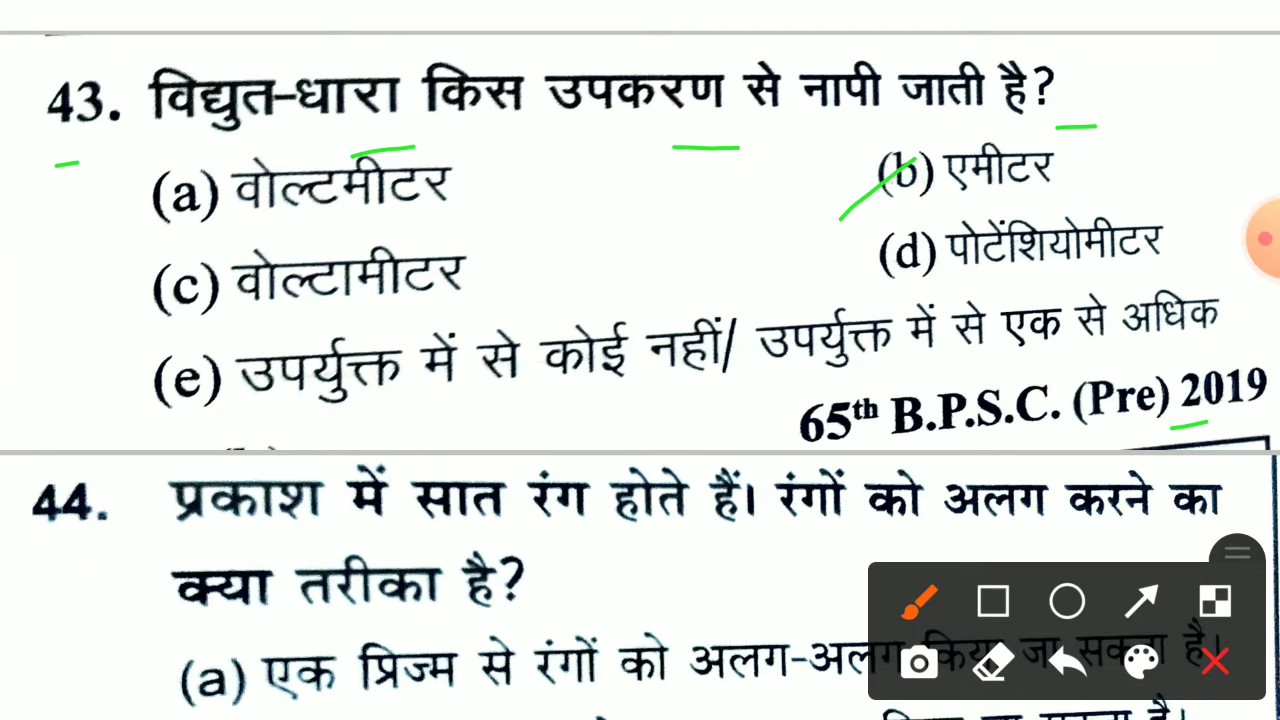 43. विद्युत-धारा किस उपकरण से नापी जाती है?
(a) वोल्टमीटर (b) एमीटर
(c) वोल्टामीटर (d) पोटेंशियोमीटर
(e) उपर्युक्त में से कोई नहीं/ उपर्युक्त में से एक से अधिक
65th B.P.S.C. (Pre) 2019
44. प्रकाश में सात रंग होते हैं। रंगों को अलग करने का
क्या तरीका है?
(a) एक प्रिज्म से रंगों को अलग-अलग किया जा सकता है।